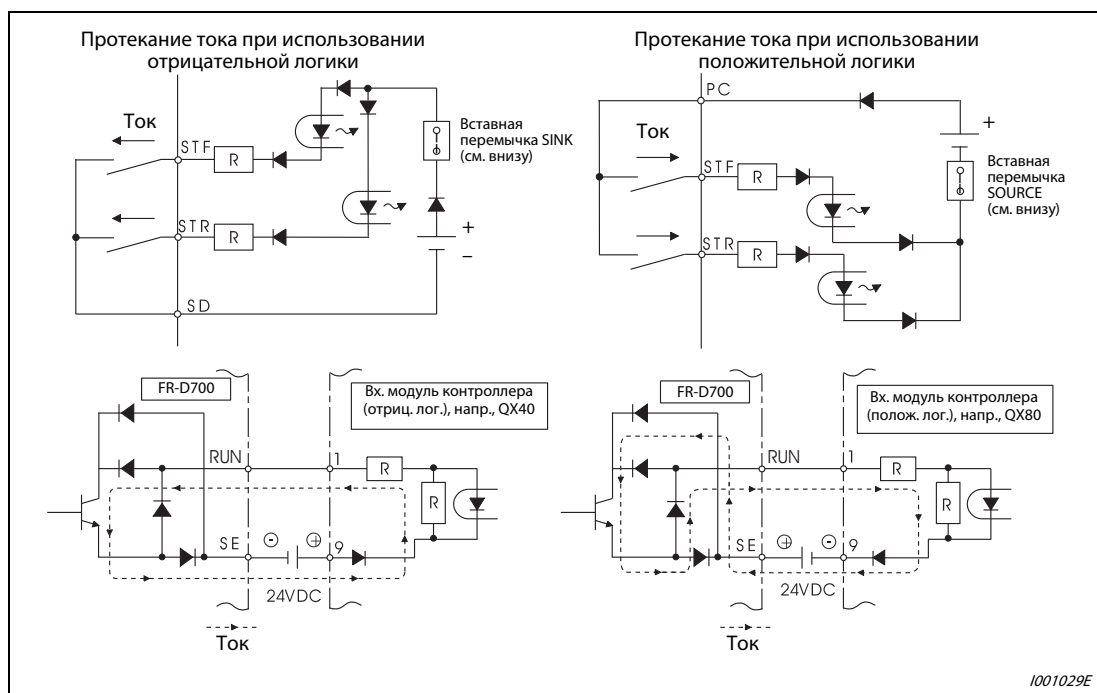 Протекание тока при использовании
отрицательной логики
Ток
STF
R
STR
R
SD
Вставная
перемычка SINK
(см. внизу)
+
–
Протекание тока при использовании
положительной логики
PC
Ток
STF
R
STR
R
+
Вставная
перемычка
SOURCE
(см. внизу)
FR-D700
Вх. модуль контроллера
(отриц. лог.), напр., QX40
RUN
1
R
R
SE
-
+
9
24VDC
Ток
FR-D700
Вх. модуль контроллера
(полож. лог.), напр., QX80
RUN
1
R
R
SE
+
-
9
24VDC
Ток
I001029E